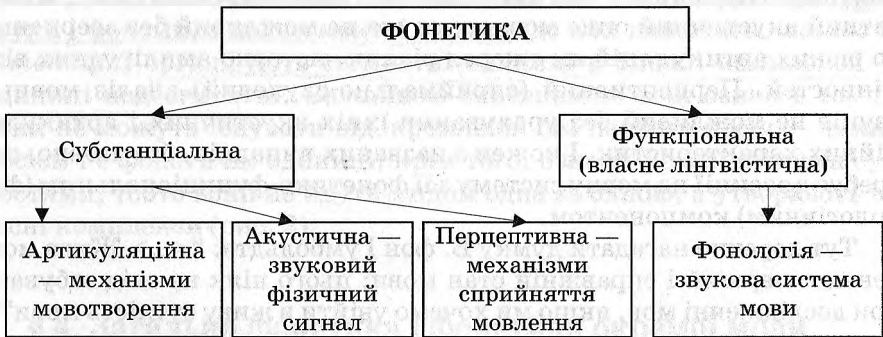 ФОНЕТИКА
Субстанціальна
Функціональна
(власне лінгвістична)
Артикуляційна
— механізми
мовотворення
Акустична —
звуковий
фізичний
сигнал
Перцептивна —
механізми
сприйняття
мовлення
Фонологія —
звукова система
мови